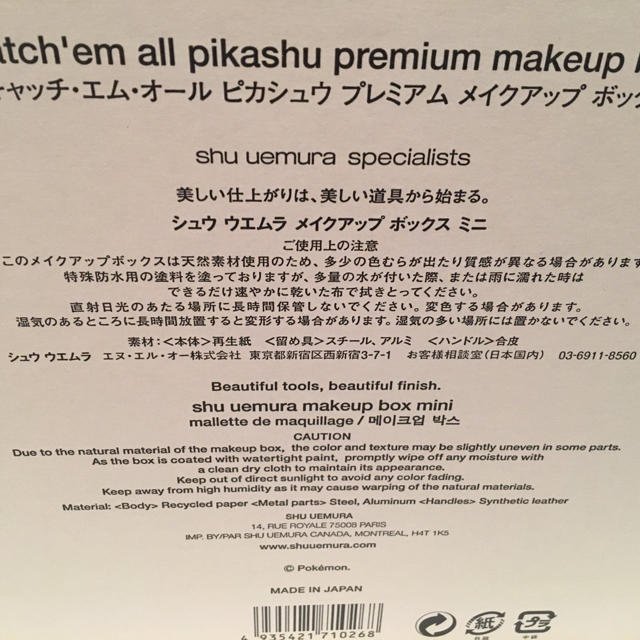 atch'em all pikashu premium makeup
キャッチ・エム・オール ピカシュウ プレミアム メイクアップ ボック
shu uemura specialists
美しい仕上がりは、美しい道具から始まる。
シュウ ウエムラ メイクアップ ボックス ミニ
ご使用上の注意
このメイクアップボックスは天然素材使用のため、多少の色むらが出たり質感が異なる場合があります
特殊防水用の塗料を塗っておりますが、多量の水が付いた際、または雨に濡れた時は
できるだけ速やかに乾いた布で拭きとってください。
直射日光のあたる場所に長時間保管しないでください。変色する場合があります。
湿気のあるところに長時間放置すると変形する場合があります。湿気の多い場所には置かないでください。
素材：<本体>再生紙 <留め具>スチール、アルミ <ハンドル>合皮
シュウ ウエムラ エヌ・エル・オー株式会社 東京都新宿区西新宿3-7-1 お客様相談室(日本国内) 03-6911-8560
Beautiful tools, beautiful finish.
shu uemura makeup box mini
mallette de maquillage / 메이크업 박스
CAUTION
Due to the natural material of the makeup box, the color and texture may be slightly uneven in some parts.
As the box is coated with watertight paint, promptly wipe off any moisture with
a clean dry cloth to maintain its appearance.
Keep out of direct sunlight to avoid any color fading.
Keep away from high humidity as it may cause warping of the natural materials.
Material: <Body> Recycled paper <Metal parts> Steel, Aluminum <Handles> Synthetic leather
SHU UEMURA
14, RUE ROYALE 75008 PARIS
IMP. BY/PAR SHU UEMURA CANADA, MONTREAL, H4T 1K5
www.shuuemura.com
© Pokémon.
MADE IN JAPAN
4 935421 710268
紙 プラ